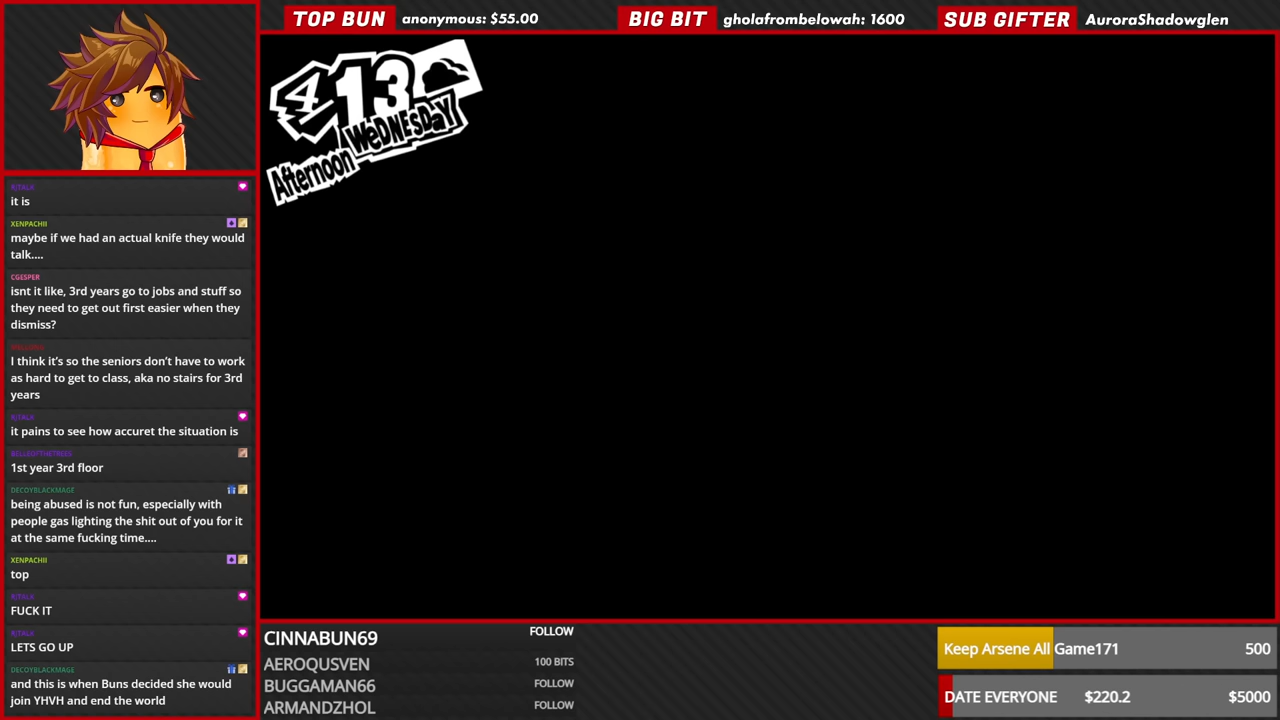 TOP BUN anonymous: $55.00 BIG BIT gholafrombelowah: 1600 SUB GIFTER AuroraShadowglen
4 13
WEDNESDAY
Afternoon
RJTALK
it is
XENPACHII
maybe if we had an actual knife they would
talk....
CGESPER
isnt it like, 3rd years go to jobs and stuff so
they need to get out first easier when they
dismiss?
I think it's so the seniors don't have to work
as hard to get to class, aka no stairs for 3rd
years
RJTALK
it pains to see how accuret the situation is
BELLEOFTHETREES
1st year 3rd floor
DECOYBLACKMAGE
being abused is not fun, especially with
people gas lighting the shit out of you for it
at the same fucking time....
XENPACHII
top
RJTALK
FUCK IT
RJTALK
LETS GO UP
DECOYBLACKMAGE
and this is when Buns decided she would
join YHVH and end the world
CINNABUN69 FOLLOW
AEROQUSVEN 100 BITS
BUGGAMAN66 FOLLOW
ARMANDZHOL FOLLOW
Keep Arsene All Game171 500
DATE EVERYONE $220.2 $5000